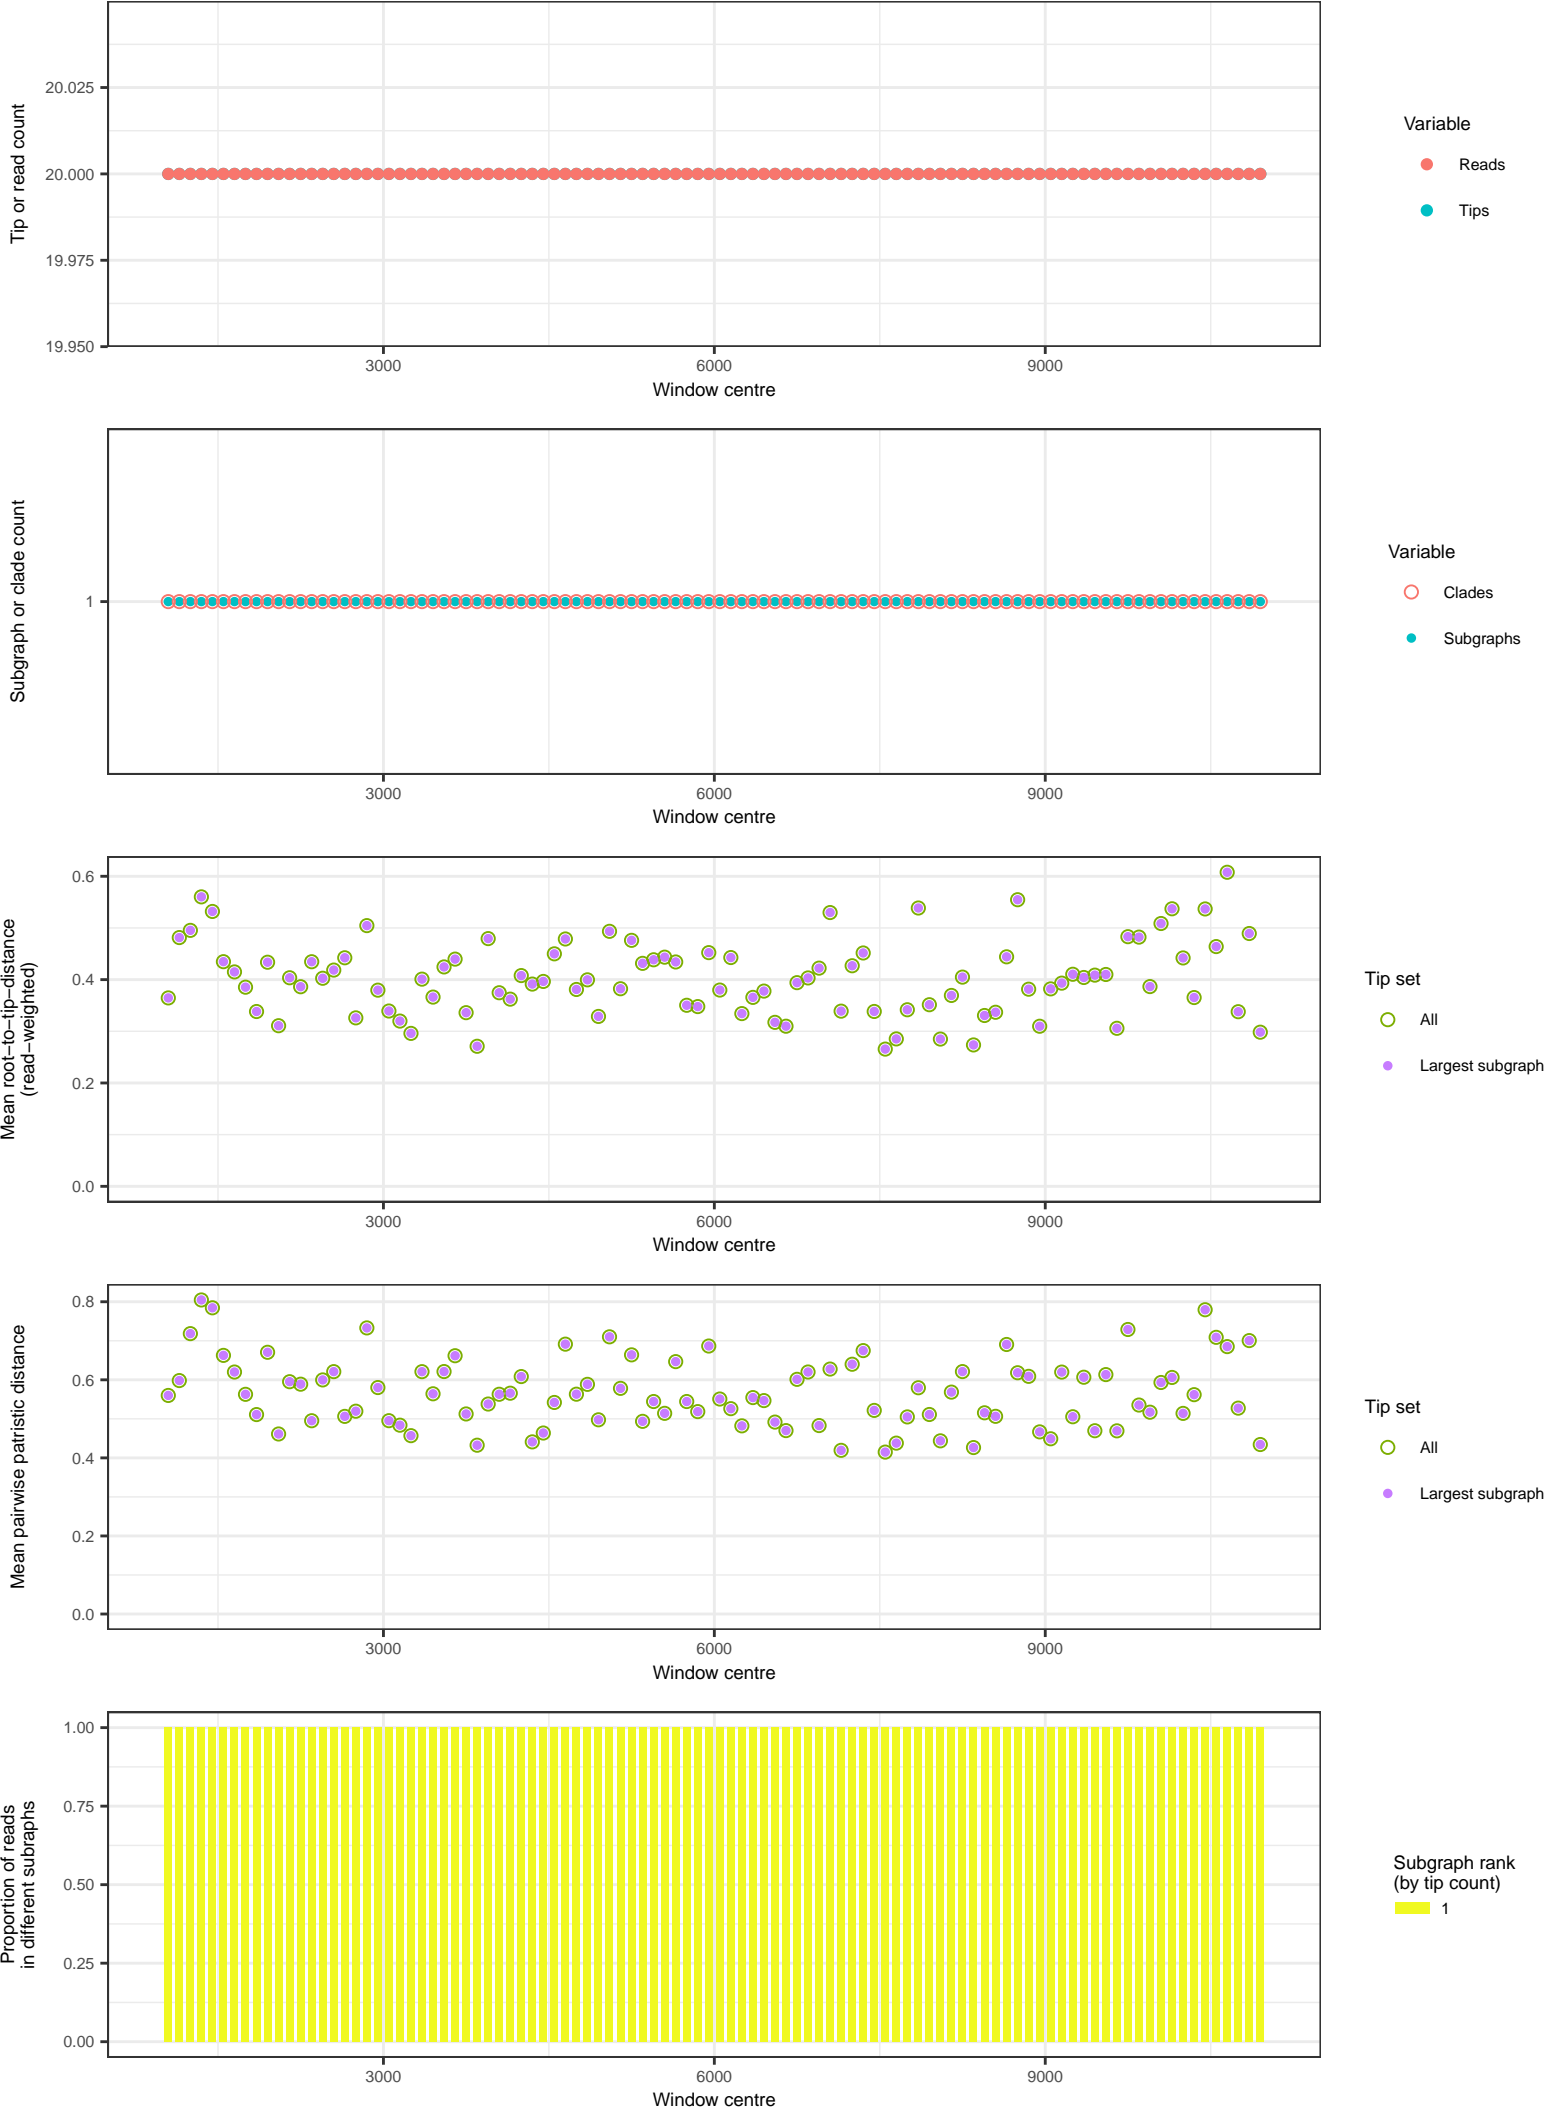 Tip or read count
20.025
20.000
19.975
19.950
3000 6000 9000
Window centre
Variable
Reads
Tips
Subgraph or clade count
1
3000 6000 9000
Window centre
Variable
Clades
Subgraphs
Mean root−to−tip−distance
(read−weighted)
0.6
0.4
0.2
0.0
3000 6000 9000
Window centre
Tip set
All
Largest subgraph
Mean pairwise patristic distance
0.8
0.6
0.4
0.2
0.0
3000 6000 9000
Window centre
Tip set
All
Largest subgraph
Proportion of reads
in different subraphs
1.00
0.75
0.50
0.25
0.00
3000 6000 9000
Window centre
Subgraph rank
(by tip count)
1